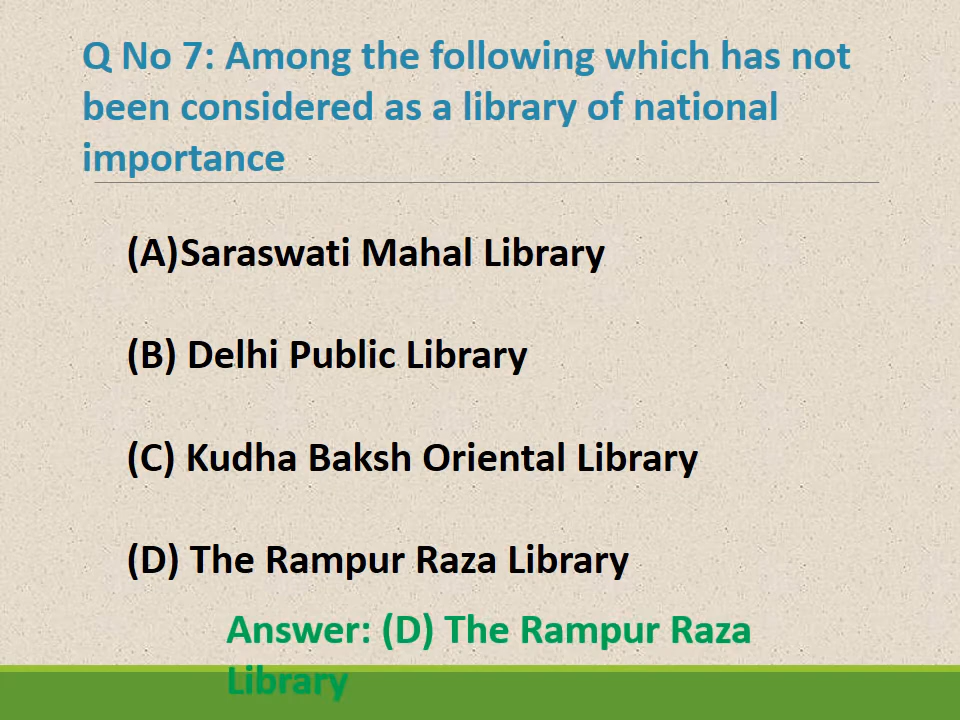 Q No 7: Among the following which has not
been considered as a library of national
importance
(A)Saraswati Mahal Library
(B) Delhi Public Library
(C) Kudha Baksh Oriental Library
(D) The Rampur Raza Library
Answer: (D) The Rampur Raza
Library